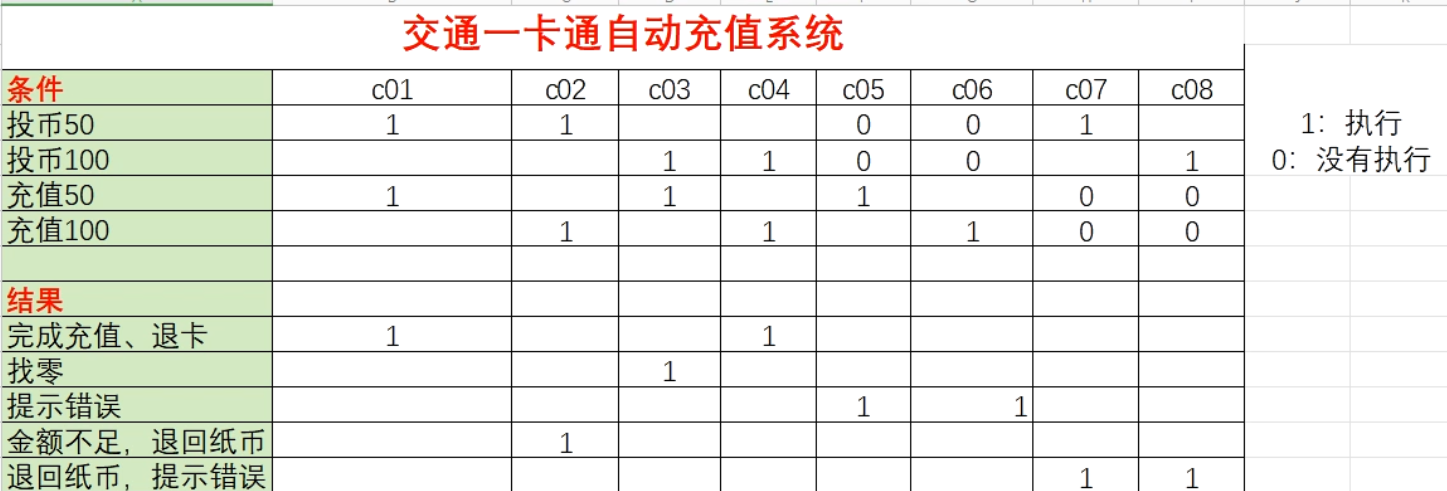 交通一卡通自动充值系统
条件 c01 c02 c03 c04 c05 c06 c07 c08
投币50 1 1 0 0 1 1：执行
投币100 1 1 0 0 1 0：没有执行
充值50 1 1 1 0 0
充值100 1 1 1 0 0
结果
完成充值、退卡 1 1
找零 1
提示错误 1 1
金额不足，退回纸币 1
退回纸币，提示错误 1 1